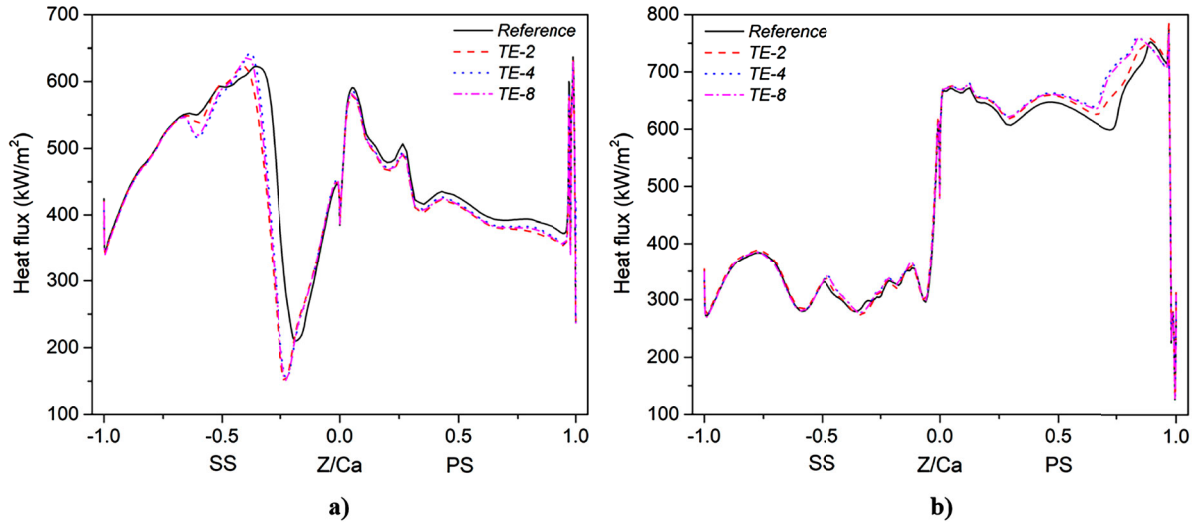 700
600
500
400
300
200
100
Heat flux (kW/m²)
Reference
TE-2
TE-4
TE-8
-1.0 -0.5 0.0 0.5 1.0
SS Z/Ca PS
a)
800
700
600
500
400
300
200
100
Heat flux (kW/m²)
Reference
TE-2
TE-4
TE-8
-1.0 -0.5 0.0 0.5 1.0
SS Z/Ca PS
b)